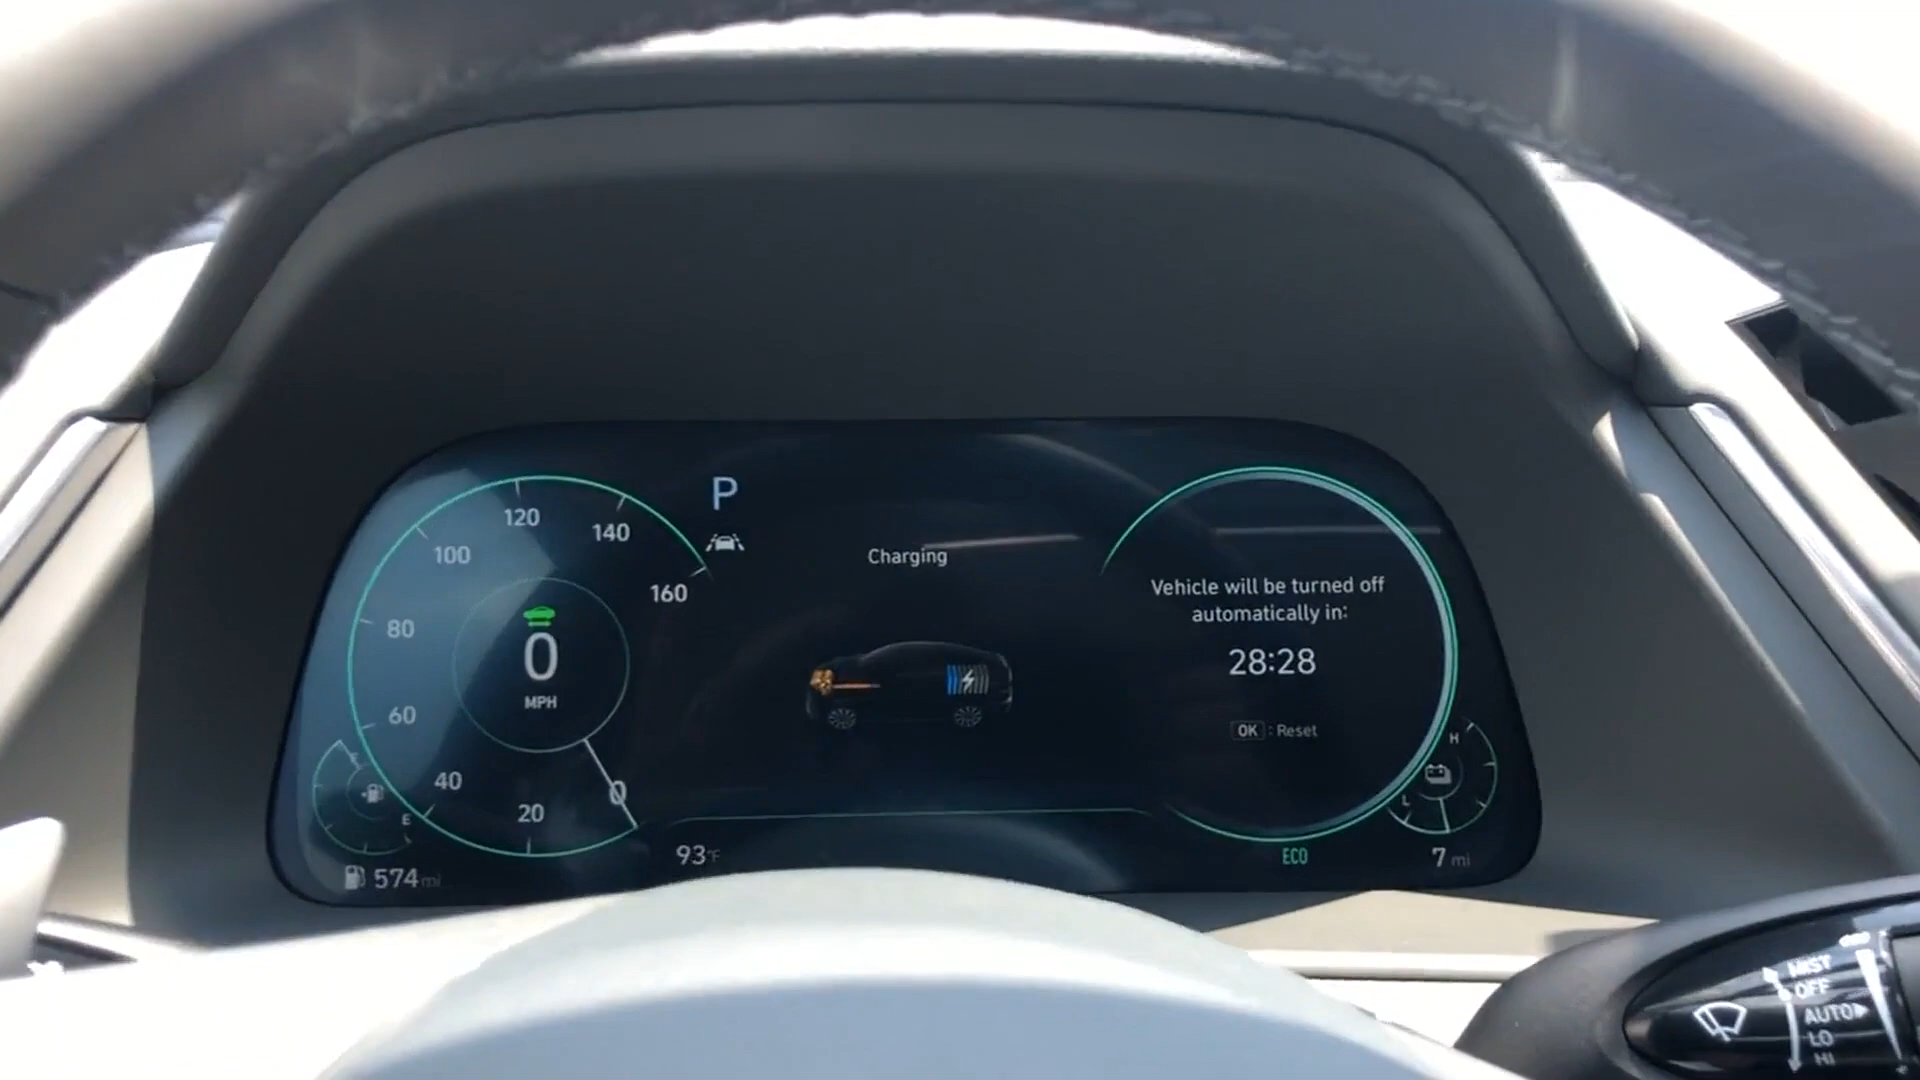 P
120
140
100
160
80
60
40
20
0
0
MPH
Charging
Vehicle will be turned off
automatically in:
28:28
OK : Reset
H
L
E
574 mi
93°F
ECO
7 mi
MIST
OFF
AUTO
LO
HI